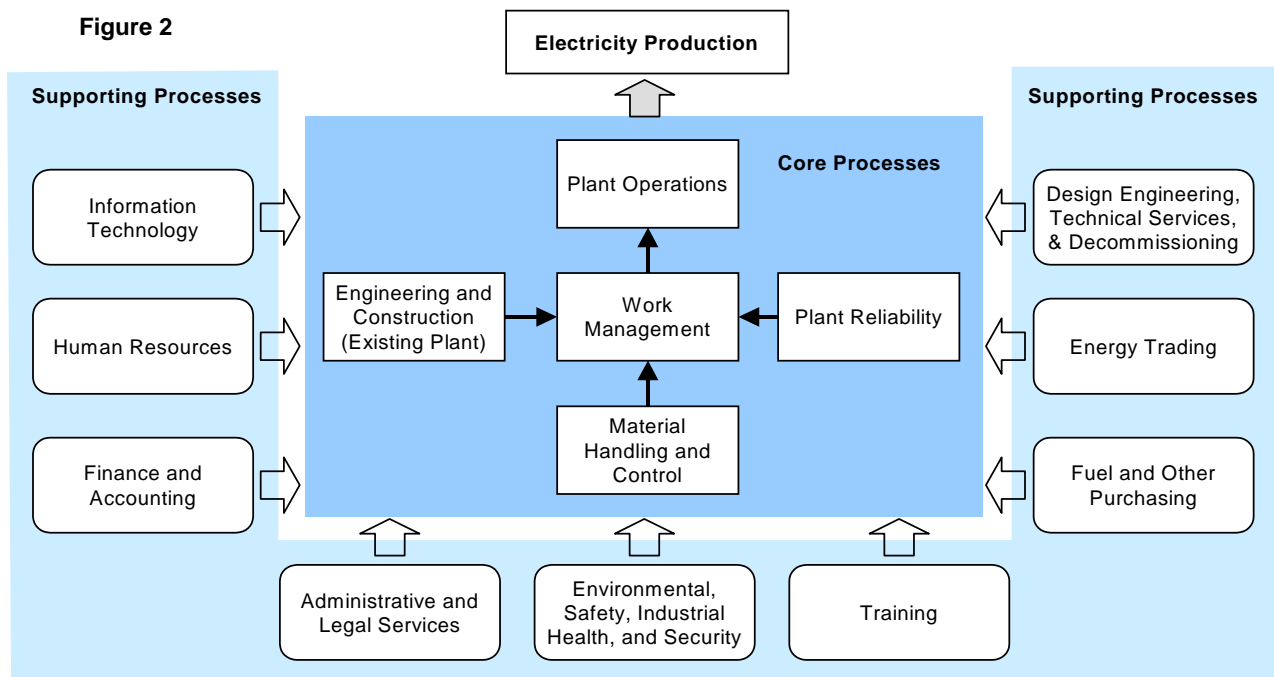 Figure 2
Electricity Production
Supporting Processes
Supporting Processes
Core Processes
Plant Operations
Information
Technology
Design Engineering,
Technical Services,
& Decommissioning
Engineering and
Construction
(Existing Plant)
Work
Management
Plant Reliability
Human Resources
Energy Trading
Material
Handling and
Control
Finance and
Accounting
Fuel and Other
Purchasing
Administrative and
Legal Services
Environmental,
Safety, Industrial
Health, and Security
Training